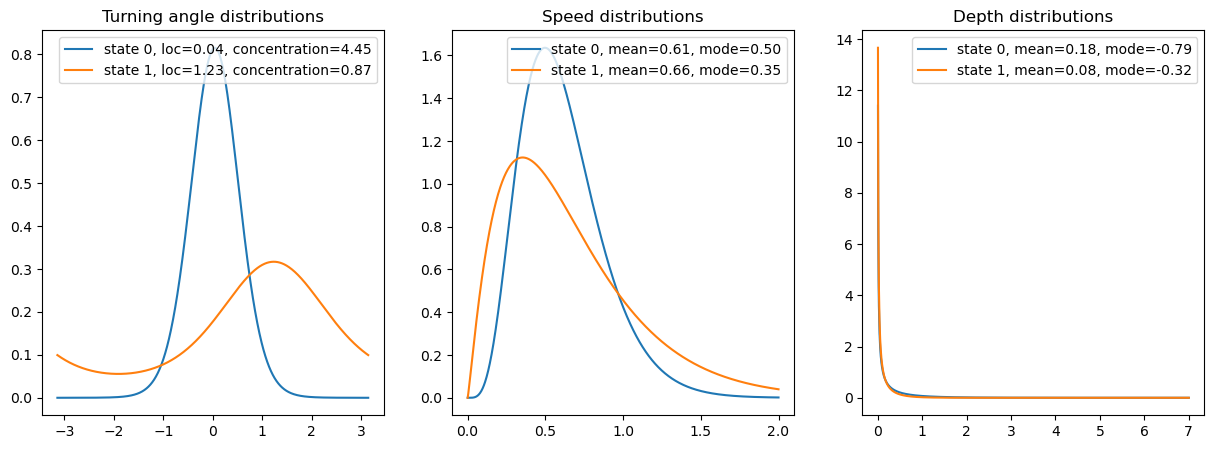 Turning angle distributions
state 0, loc=0.04, concentration=4.45
state 1, loc=1.23, concentration=0.87
0.8
0.7
0.6
0.5
0.4
0.3
0.2
0.1
0.0
−3 −2 −1 0 1 2 3
Speed distributions
state 0, mean=0.61, mode=0.50
state 1, mean=0.66, mode=0.35
1.6
1.4
1.2
1.0
0.8
0.6
0.4
0.2
0.0
0.0 0.5 1.0 1.5 2.0
Depth distributions
state 0, mean=0.18, mode=-0.79
state 1, mean=0.08, mode=-0.32
14
12
10
8
6
4
2
0
0 1 2 3 4 5 6 7